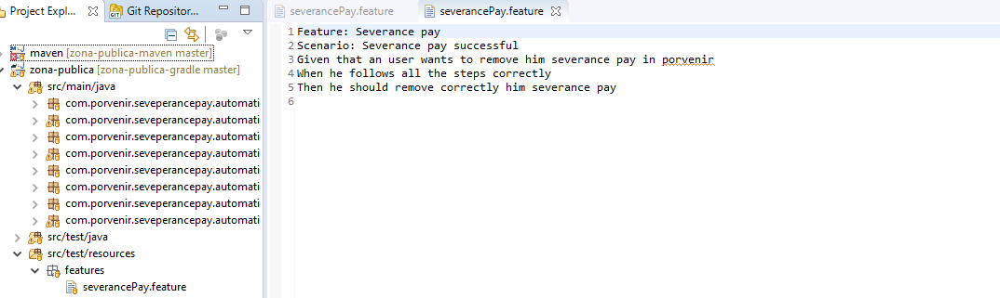 Project Expl...
Git Repositor...
severancePay.feature
severancePay.feature
maven [zona-publica-maven master]
zona-publica [zona-publica-gradle master]
src/main/java
com.porvenir.seveperancepay.automati
com.porvenir.seveperancepay.automati
com.porvenir.seveperancepay.automati
com.porvenir.seveperancepay.automati
com.porvenir.seveperancepay.automati
com.porvenir.seveperancepay.automati
com.porvenir.seveperancepay.automati
com.porvenir.seveperancepay.automati
src/test/java
src/test/resources
features
severancePay.feature
1 Feature: Severance pay
2 Scenario: Severance pay successful
3 Given that an user wants to remove him severance pay in porvenir
4 When he follows all the steps correctly
5 Then he should remove correctly him severance pay
6